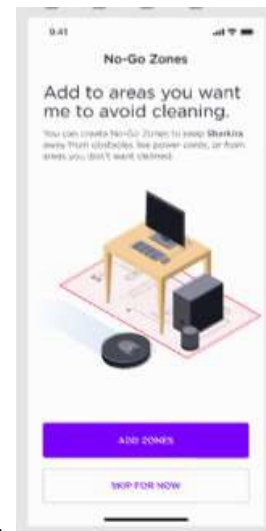 9:41
No-Go Zones
Add to areas you want
me to avoid cleaning.
You can create No-Go Zones to keep Sharkira
away from obstacles like power cords, or from
areas you don't want cleaned.
ADD ZONES
SKIP FOR NOW